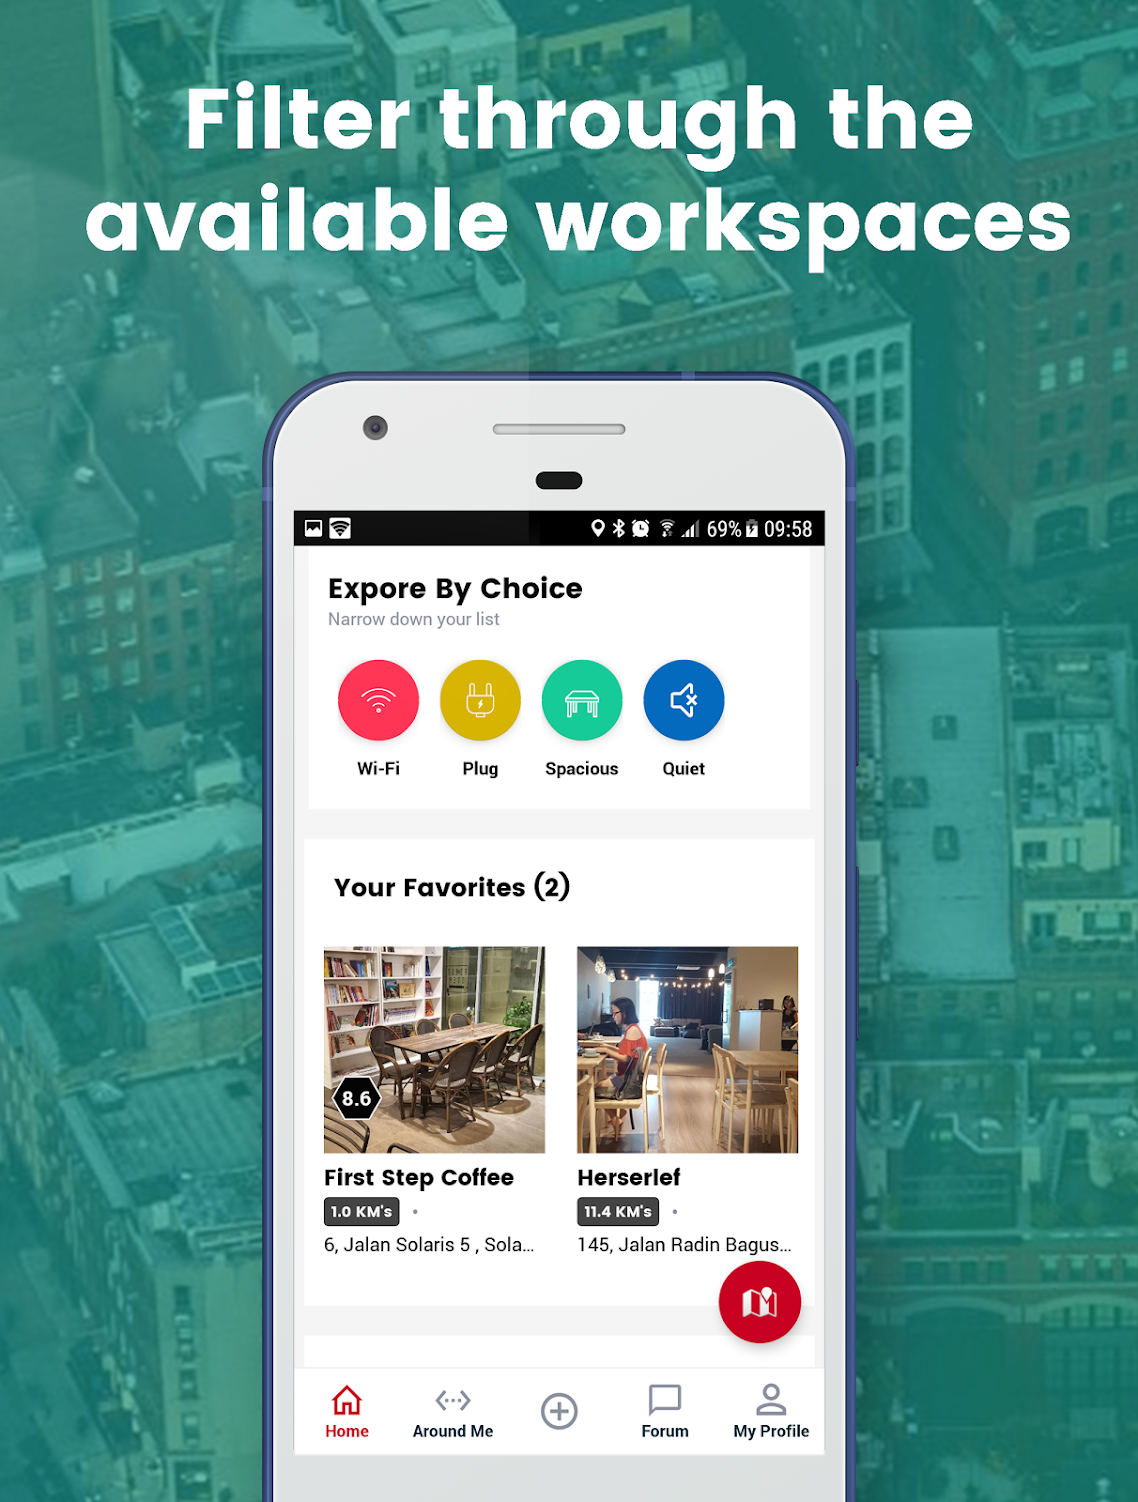 Filter through the
available workspaces
69% 09:58
Expore By Choice
Narrow down your list
Wi-Fi Plug Spacious Quiet
Your Favorites (2)
8.6
First Step Coffee Herserlef
1.0 KM's • 11.4 KM's •
6, Jalan Solaris 5 , Sola... 145, Jalan Radin Bagus...
Home Around Me Forum My Profile